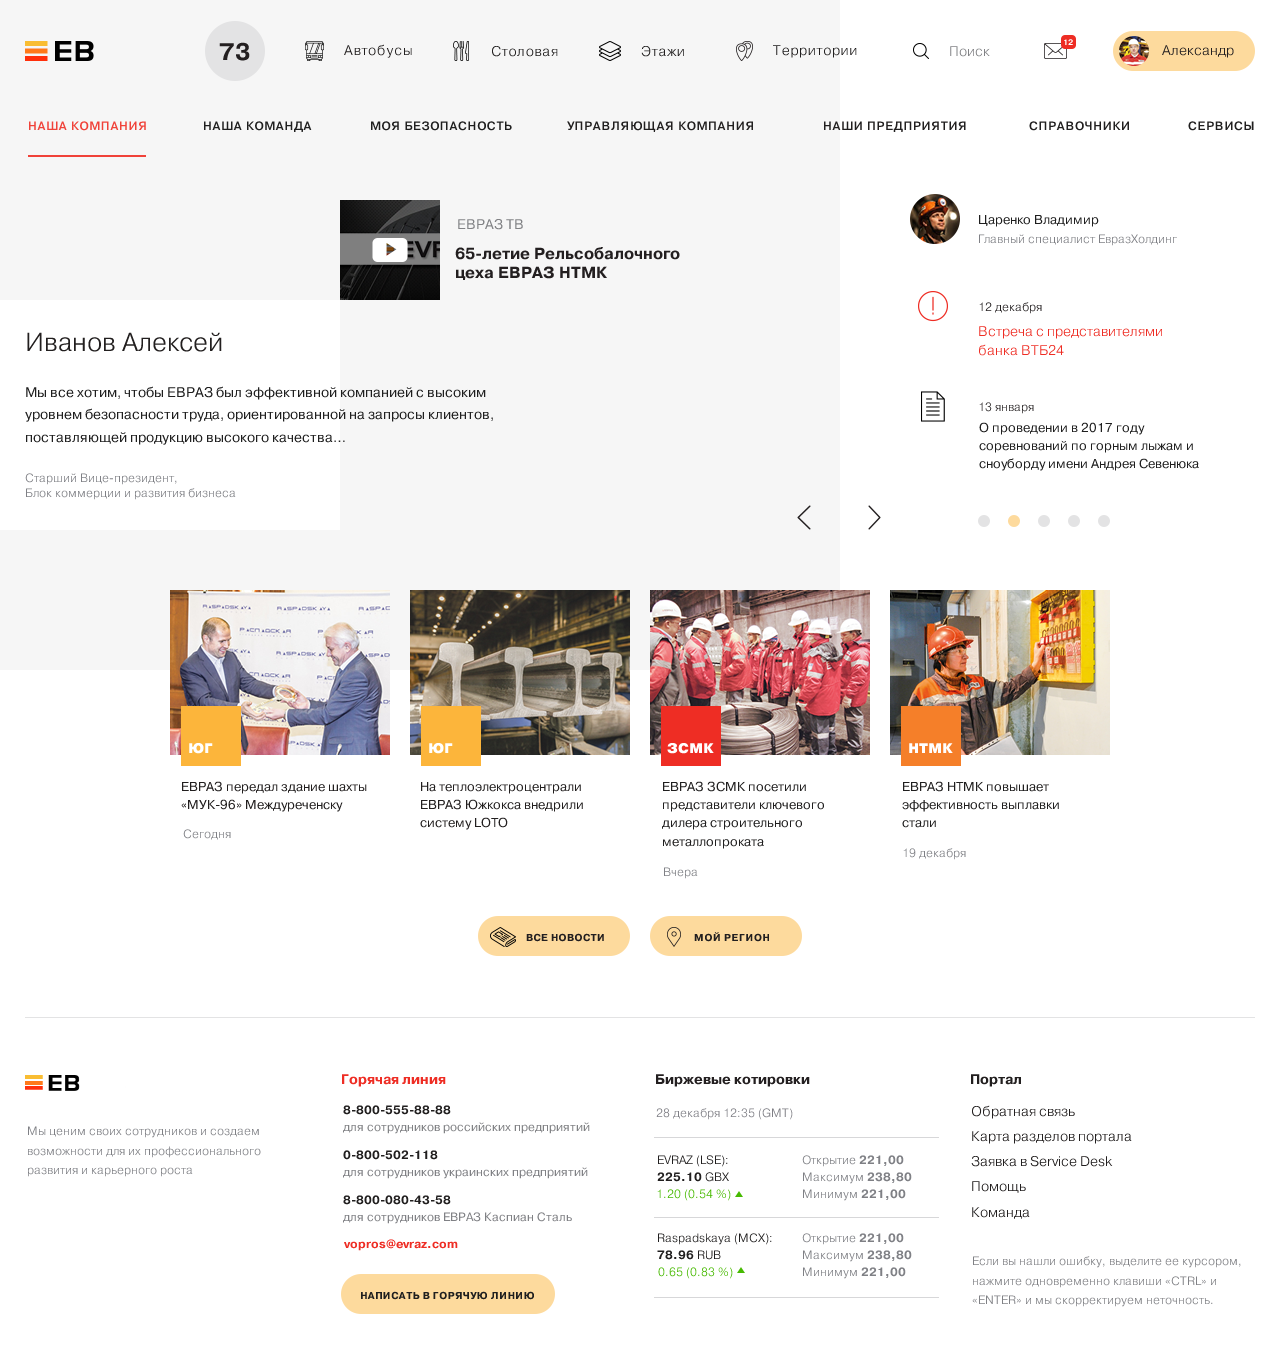 ЕВ
73
Автобусы
Столовая
Этажи
Территории
Поиск
12
Александр
НАША КОМПАНИЯ
НАША КОМАНДА
МОЯ БЕЗОПАСНОСТЬ
УПРАВЛЯЮЩАЯ КОМПАНИЯ
НАШИ ПРЕДПРИЯТИЯ
СПРАВОЧНИКИ
СЕРВИСЫ
ЕВРАЗ ТВ
65-летие Рельсобалочного
цеха ЕВРАЗ НТМК
Царенко Владимир
Главный специалист ЕвразХолдинг
12 декабря
Встреча с представителями
банка ВТБ24
13 января
О проведении в 2017 году
соревнований по горным лыжам и
сноуборду имени Андрея Севенюка
Иванов Алексей
Мы все хотим, чтобы ЕВРАЗ был эффективной компанией с высоким
уровнем безопасности труда, ориентированной на запросы клиентов,
поставляющей продукцию высокого качества...
Старший Вице-президент,
Блок коммерции и развития бизнеса
RASPADSKAYA
РАСПАДСКАЯ
RASPADSKAYA
ЮГ
ЕВРАЗ передал здание шахты
«МУК-96» Междуреченску
Сегодня
ЮГ
На теплоэлектроцентрали
ЕВРАЗ Южкокса внедрили
систему LOTO
ЗСМК
ЕВРАЗ ЗСМК посетили
представители ключевого
дилера строительного
металлопроката
Вчера
НТМК
ЕВРАЗ НТМК повышает
эффективность выплавки
стали
19 декабря
ВСЕ НОВОСТИ
МОЙ РЕГИОН
ЕВ
Мы ценим своих сотрудников и создаем
возможности для их профессионального
развития и карьерного роста
Горячая линия
8-800-555-88-88
для сотрудников российских предприятий
0-800-502-118
для сотрудников украинских предприятий
8-800-080-43-58
для сотрудников ЕВРАЗ Каспиан Сталь
vopros@evraz.com
НАПИСАТЬ В ГОРЯЧУЮ ЛИНИЮ
Биржевые котировки
28 декабря 12:35 (GMT)
EVRAZ (LSE):
225.10 GBX
1.20 (0.54 %)
Открытие 221,00
Максимум 238,80
Минимум 221,00
Raspadskaya (MCX):
78.96 RUB
0.65 (0.83 %)
Открытие 221,00
Максимум 238,80
Минимум 221,00
Портал
Обратная связь
Карта разделов портала
Заявка в Service Desk
Помощь
Команда
Если вы нашли ошибку, выделите ее курсором,
нажмите одновременно клавиши «CTRL» и
«ENTER» и мы скорректируем неточность.